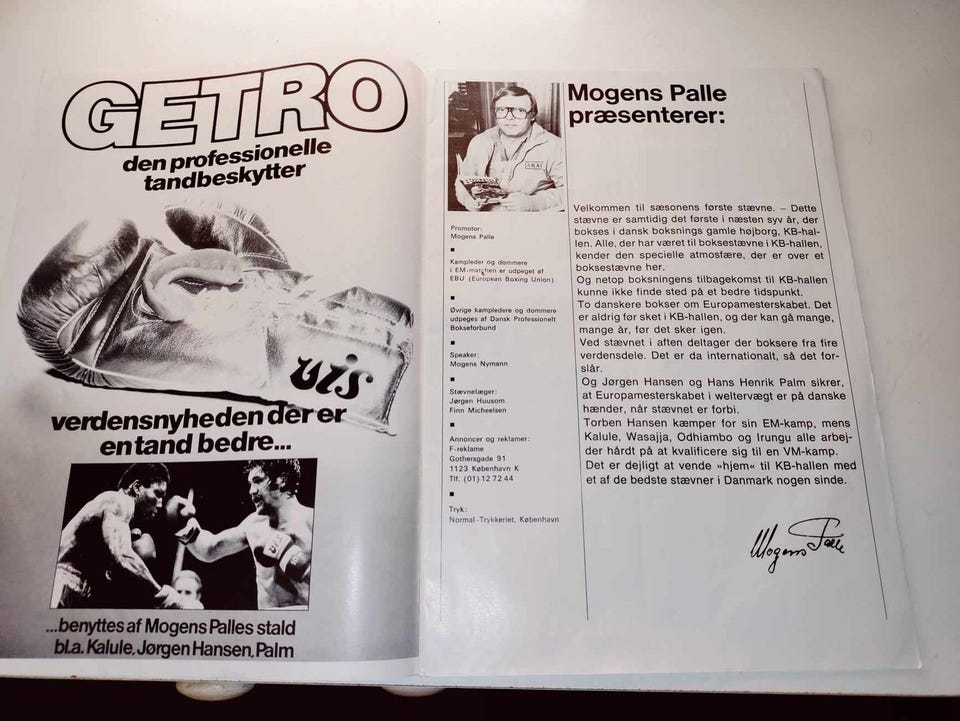 GETRO
den professionelle
tandbeskytter
vis
verdensnyheden der er
en tand bedre...
...benyttes af Mogens Palles stald
bl.a. Kalule, Jørgen Hansen, Palm
AKAI
Promotor:
Mogens Palle
Kampleder og dommere
i EM-matchen er udpeget af
EBU (European Boxing Union)
Øvrige kampledere og dommere
udpeges af Dansk Professionelt
Bokseforbund
Speaker:
Mogens Nymann
Stævnelæger:
Jørgen Huusom
Finn Micheelsen
Annoncer og reklamer:
F-reklame
Gothersgade 91
1123 København K
Tlf. (01) 12 72 44
Tryk:
Normal-Trykkeriet, København
Mogens Palle
præsenterer:
Velkommen til sæsonens første stævne. – Dette
stævne er samtidig det første i næsten syv år, der
bokses i dansk boksnings gamle højborg, KB-hal-
len. Alle, der har været til boksestævne i KB-hallen,
kender den specielle atmosfære, der er over et
boksestævne her.
Og netop boksningens tilbagekomst til KB-hallen
kunne ikke finde sted på et bedre tidspunkt.
To danskere bokser om Europamesterskabet. Det
er aldrig før sket i KB-hallen, og der kan gå mange,
mange år, før det sker igen.
Ved stævnet i aften deltager der boksere fra fire
verdensdele. Det er da internationalt, så det for-
slår.
Og Jørgen Hansen og Hans Henrik Palm sikrer,
at Europamesterskabet i weltervægt er på danske
hænder, når stævnet er forbi.
Torben Hansen kæmper for sin EM-kamp, mens
Kalule, Wasajja, Odhiambo og Irungu alle arbej-
der hårdt på at kvalificere sig til en VM-kamp.
Det er dejligt at vende »hjem« til KB-hallen med
et af de bedste stævner i Danmark nogen sinde.
Mogens Palle